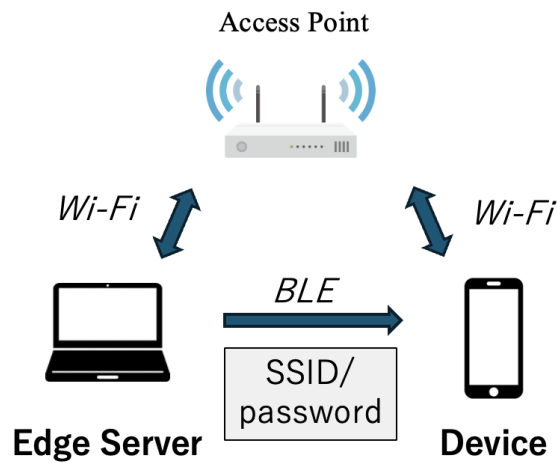 Access Point
Wi-Fi
Wi-Fi
BLE
SSID/
password
Edge Server
Device